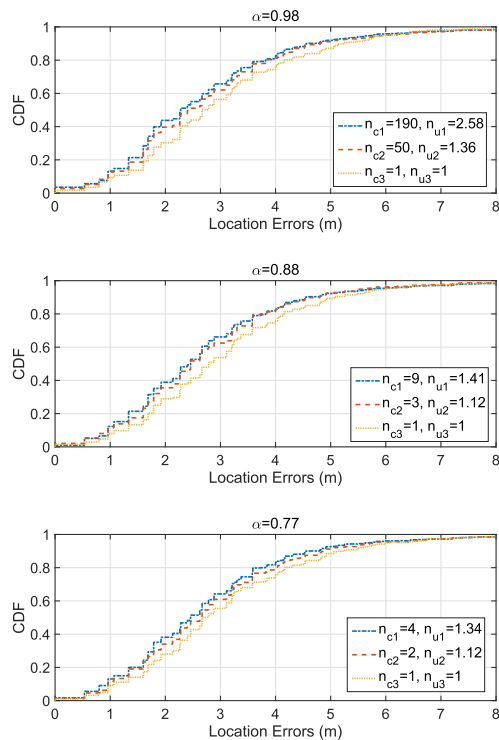 α=0.98
1
0.8
0.6
0.4
0.2
0
CDF
n_c1=190, n_u1=2.58
n_c2=50, n_u2=1.36
n_c3=1, n_u3=1
0 1 2 3 4 5 6 7 8
Location Errors (m)
α=0.88
1
0.8
0.6
0.4
0.2
0
CDF
n_c1=9, n_u1=1.41
n_c2=3, n_u2=1.12
n_c3=1, n_u3=1
0 1 2 3 4 5 6 7 8
Location Errors (m)
α=0.77
1
0.8
0.6
0.4
0.2
0
CDF
n_c1=4, n_u1=1.34
n_c2=2, n_u2=1.12
n_c3=1, n_u3=1
0 1 2 3 4 5 6 7 8
Location Errors (m)